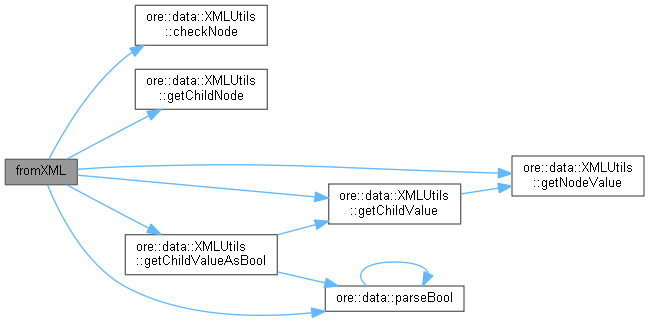 ore::data::XMLUtils
::checkNode
ore::data::XMLUtils
::getChildNode
fromXML
ore::data::XMLUtils
::getNodeValue
ore::data::XMLUtils
::getChildValue
ore::data::XMLUtils
::getChildValueAsBool
ore::data::parseBool